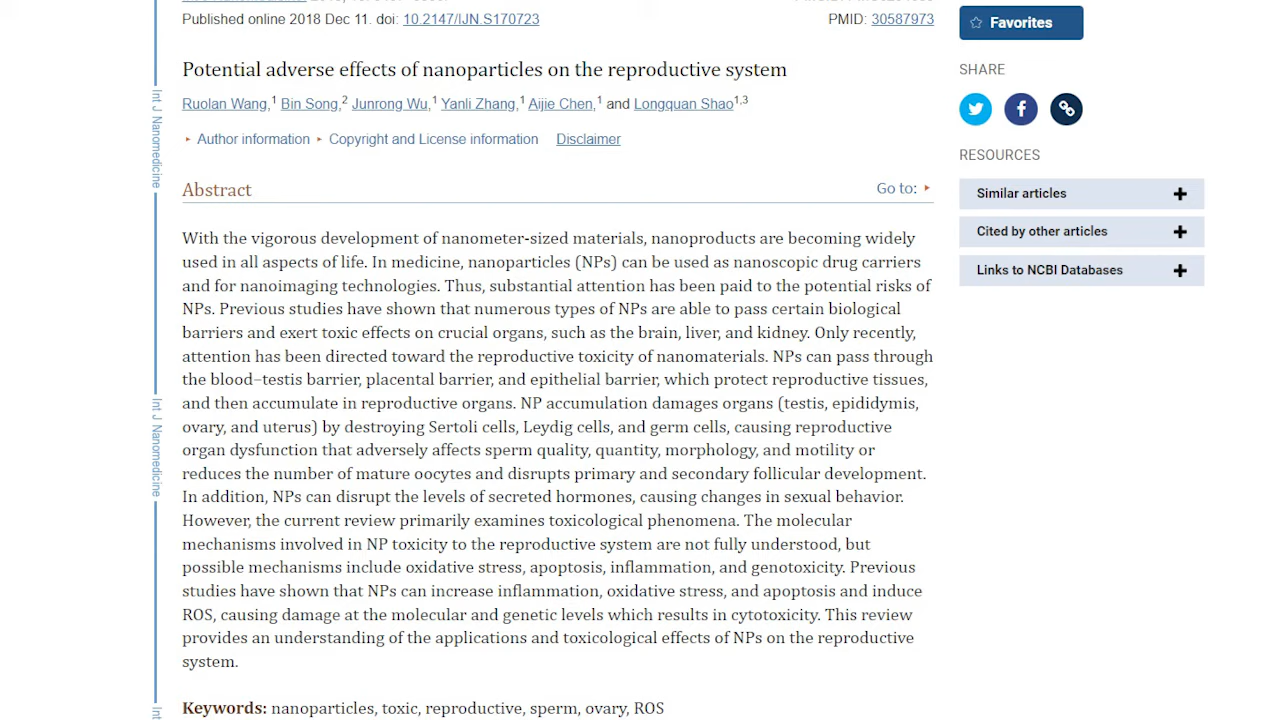 Published online 2018 Dec 11. doi: 10.2147/IJN.S170723
PMID: 30587973
Favorites
Potential adverse effects of nanoparticles on the reproductive system
Ruolan Wang,1 Bin Song,2 Junrong Wu,1 Yanli Zhang,1 Aijie Chen,1 and Longquan Shao1,3
Author information Copyright and License information Disclaimer
SHARE
RESOURCES
Similar articles
Cited by other articles
Links to NCBI Databases
Abstract
Go to:
With the vigorous development of nanometer-sized materials, nanoproducts are becoming widely
used in all aspects of life. In medicine, nanoparticles (NPs) can be used as nanoscopic drug carriers
and for nanoimaging technologies. Thus, substantial attention has been paid to the potential risks of
NPs. Previous studies have shown that numerous types of NPs are able to pass certain biological
barriers and exert toxic effects on crucial organs, such as the brain, liver, and kidney. Only recently,
attention has been directed toward the reproductive toxicity of nanomaterials. NPs can pass through
the blood–testis barrier, placental barrier, and epithelial barrier, which protect reproductive tissues,
and then accumulate in reproductive organs. NP accumulation damages organs (testis, epididymis,
ovary, and uterus) by destroying Sertoli cells, Leydig cells, and germ cells, causing reproductive
organ dysfunction that adversely affects sperm quality, quantity, morphology, and motility or
reduces the number of mature oocytes and disrupts primary and secondary follicular development.
In addition, NPs can disrupt the levels of secreted hormones, causing changes in sexual behavior.
However, the current review primarily examines toxicological phenomena. The molecular
mechanisms involved in NP toxicity to the reproductive system are not fully understood, but
possible mechanisms include oxidative stress, apoptosis, inflammation, and genotoxicity. Previous
studies have shown that NPs can increase inflammation, oxidative stress, and apoptosis and induce
ROS, causing damage at the molecular and genetic levels which results in cytotoxicity. This review
provides an understanding of the applications and toxicological effects of NPs on the reproductive
system.
Keywords: nanoparticles, toxic, reproductive, sperm, ovary, ROS
Int J Nanomedicine
Int J Nanomedicine
Int